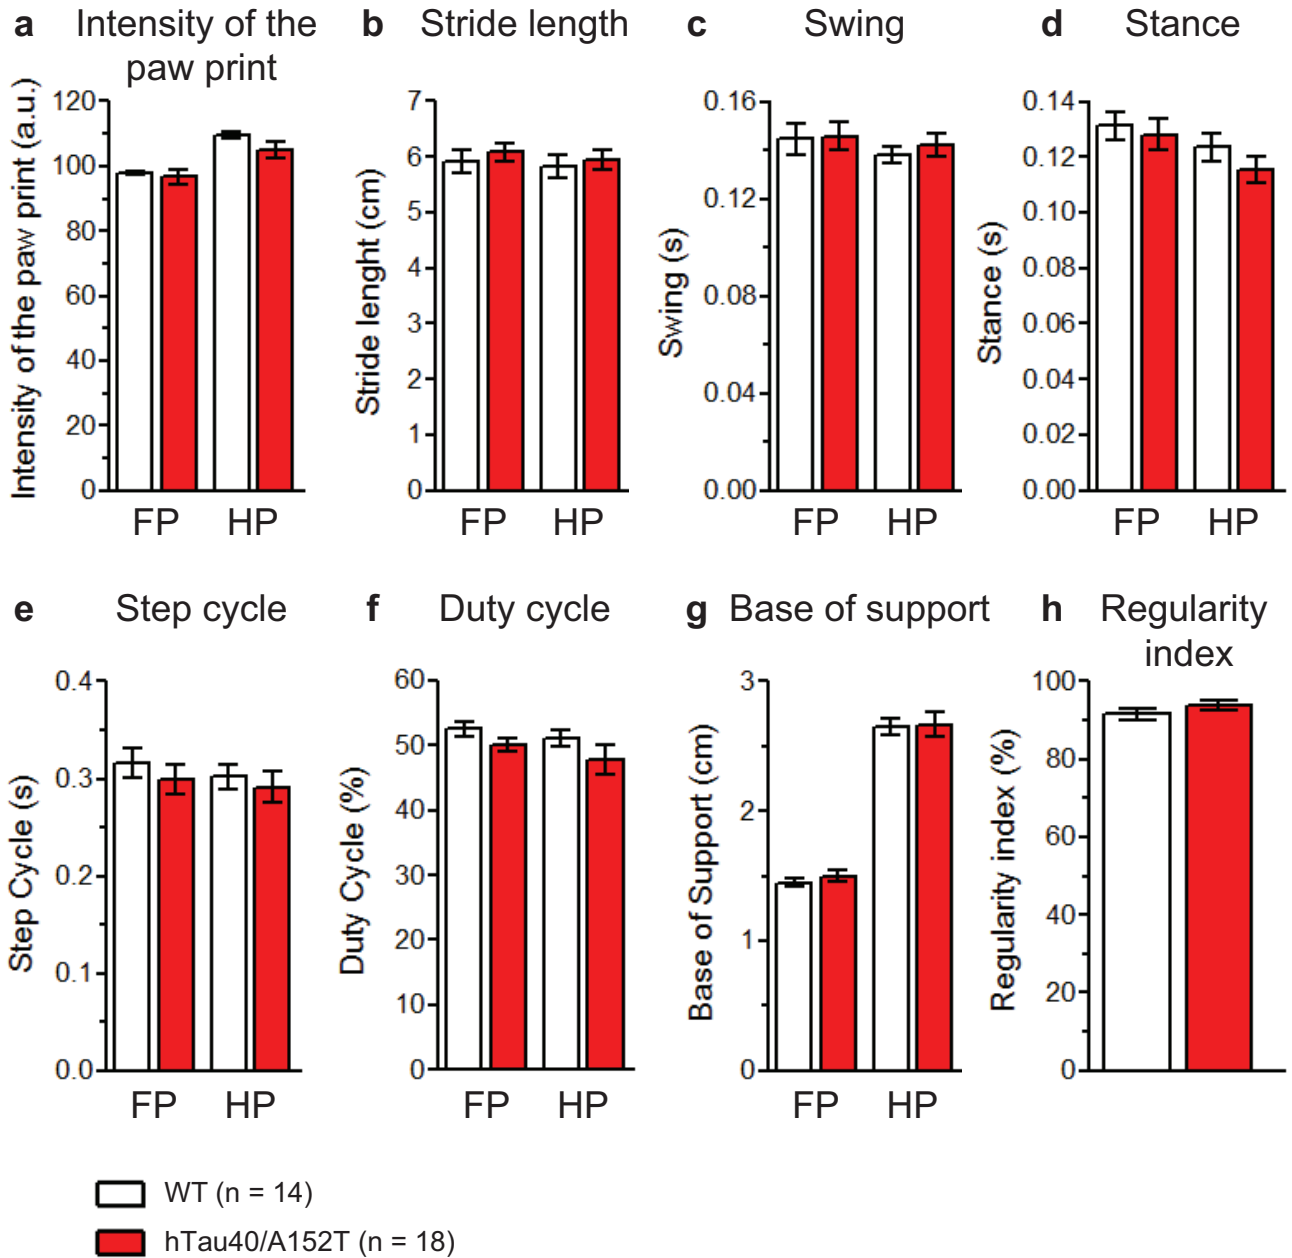 a Intensity of the
paw print
Intensity of the paw print (a.u.)
120
100
80
60
40
20
0
FP HP
b Stride length
Stride lenght (cm)
7
6
5
4
3
2
1
0
FP HP
c Swing
Swing (s)
0.16
0.12
0.08
0.04
0.00
FP HP
d Stance
Stance (s)
0.14
0.12
0.10
0.08
0.06
0.04
0.02
0.00
FP HP
e Step cycle
Step Cycle (s)
0.4
0.3
0.2
0.1
0.0
FP HP
f Duty cycle
Duty Cycle (%)
60
50
40
30
20
10
0
FP HP
g Base of support
Base of Support (cm)
3
2
1
0
FP HP
h Regularity
index
Regularity index (%)
100
80
60
40
20
0
WT (n = 14)
hTau40/A152T (n = 18)